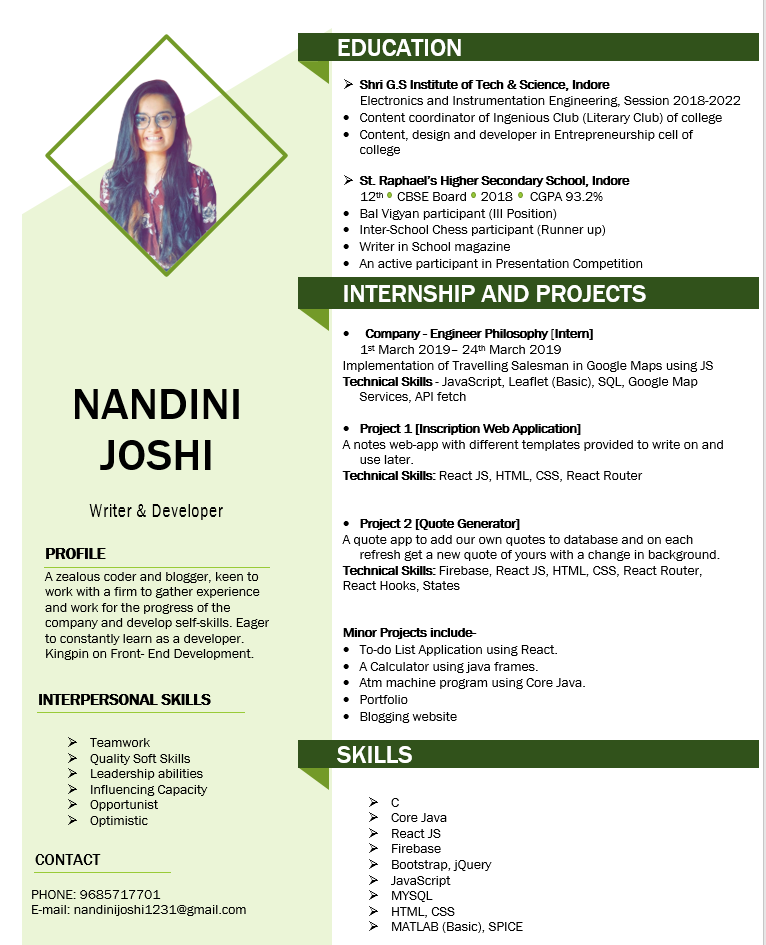 NANDINI
JOSHI
Writer & Developer
PROFILE
A zealous coder and blogger, keen to
work with a firm to gather experience
and work for the progress of the
company and develop self-skills. Eager
to constantly learn as a developer.
Kingpin on Front- End Development.
INTERPERSONAL SKILLS
➢ Teamwork
➢ Quality Soft Skills
➢ Leadership abilities
➢ Influencing Capacity
➢ Opportunist
➢ Optimistic
CONTACT
PHONE: 9685717701
E-mail: nandinijoshi1231@gmail.com
EDUCATION
➢ Shri G.S Institute of Tech & Science, Indore
Electronics and Instrumentation Engineering, Session 2018-2022
• Content coordinator of Ingenious Club (Literary Club) of college
• Content, design and developer in Entrepreneurship cell of
college
➢ St. Raphael's Higher Secondary School, Indore
12th • CBSE Board • 2018 • CGPA 93.2%
• Bal Vigyan participant (III Position)
• Inter-School Chess participant (Runner up)
• Writer in School magazine
• An active participant in Presentation Competition
INTERNSHIP AND PROJECTS
• Company - Engineer Philosophy [Intern]
1st March 2019– 24th March 2019
Implementation of Travelling Salesman in Google Maps using JS
Technical Skills - JavaScript, Leaflet (Basic), SQL, Google Map
Services, API fetch
• Project 1 [Inscription Web Application]
A notes web-app with different templates provided to write on and
use later.
Technical Skills: React JS, HTML, CSS, React Router
• Project 2 [Quote Generator]
A quote app to add our own quotes to database and on each
refresh get a new quote of yours with a change in background.
Technical Skills: Firebase, React JS, HTML, CSS, React Router,
React Hooks, States
Minor Projects include-
• To-do List Application using React.
• A Calculator using java frames.
• Atm machine program using Core Java.
• Portfolio
• Blogging website
SKILLS
➢ C
➢ Core Java
➢ React JS
➢ Firebase
➢ Bootstrap, jQuery
➢ JavaScript
➢ MYSQL
➢ HTML, CSS
➢ MATLAB (Basic), SPICE